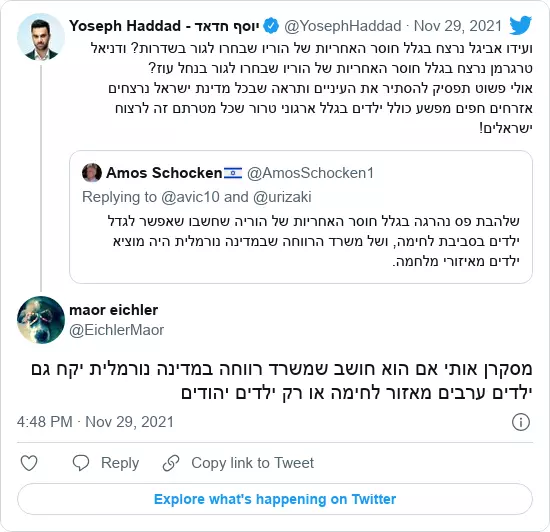 Yoseph Haddad - יוסף חדאד @YosephHaddad · Nov 29, 2021
ועידו אביגל נרצח בגלל חוסר האחריות של הוריו שבחרו לגור בשדרות? ודניאל
טרגרמן נרצח בגלל חוסר האחריות של הוריו שבחרו לגור בנחל עוז?
אולי פשוט תפסיק להסתיר את העיניים ותראה שבכל מדינת ישראל נרצחים
אזרחים חפים מפשע כולל ילדים בגלל ארגוני טרור שכל מטרתם זה לרצוח
ישראלים!
Amos Schocken🇮🇱 @AmosSchocken1
Replying to @avic10 and @urizaki
שלהבת פס נהרגה בגלל חוסר האחריות של הוריה שחשבו שאפשר לגדל
ילדים בסביבת לחימה, ושל משרד הרווחה שבמדינה נורמלית היה מוציא
ילדים מאיזורי מלחמה.
maor eichler
@EichlerMaor
מסקרן אותי אם הוא חושב שמשרד רווחה במדינה נורמלית יקח גם
ילדים ערבים מאזור לחימה או רק ילדים יהודים
4:48 PM · Nov 29, 2021
Reply Copy link to Tweet
Explore what's happening on Twitter